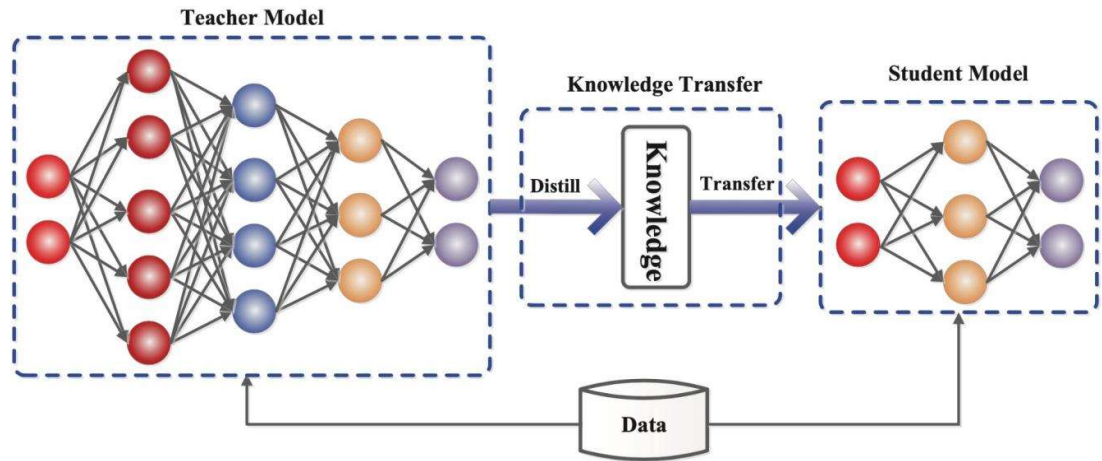 Teacher Model
Knowledge Transfer
Student Model
Distill
Knowledge
Transfer
Data